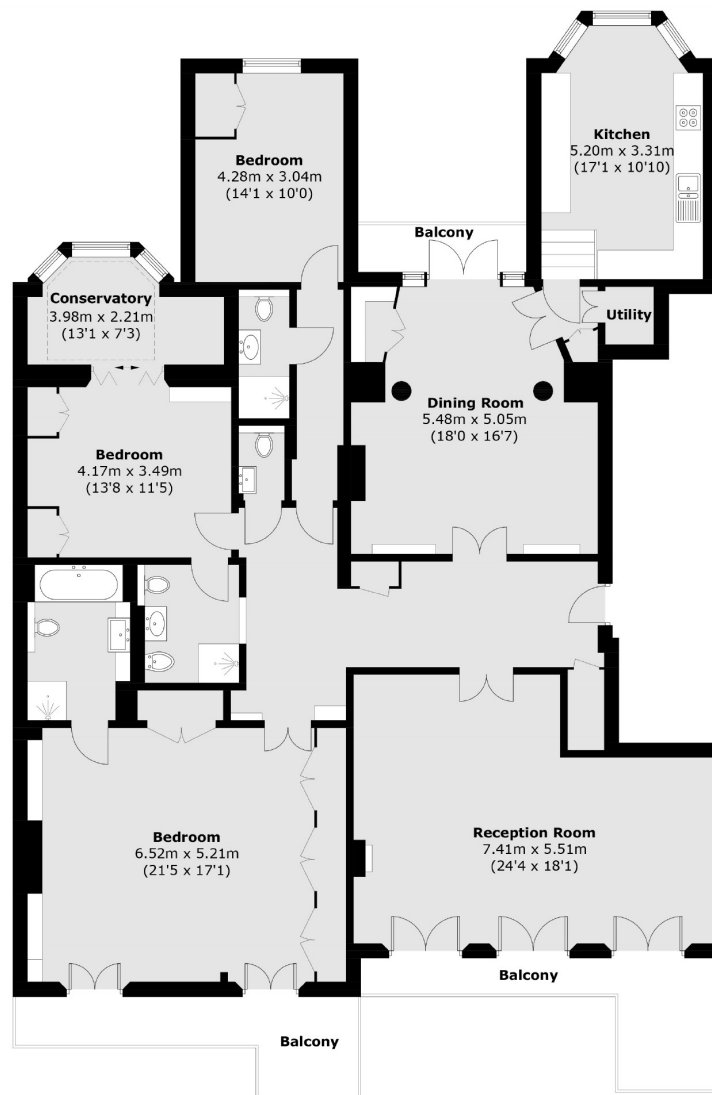 Kitchen
5.20m x 3.31m
(17'1 x 10'10)
Bedroom
4.28m x 3.04m
(14'1 x 10'0)
Balcony
Conservatory
3.98m x 2.21m
(13'1 x 7'3)
Utility
Dining Room
5.48m x 5.05m
(18'0 x 16'7)
Bedroom
4.17m x 3.49m
(13'8 x 11'5)
Bedroom
6.52m x 5.21m
(21'5 x 17'1)
Reception Room
7.41m x 5.51m
(24'4 x 18'1)
Balcony
Balcony